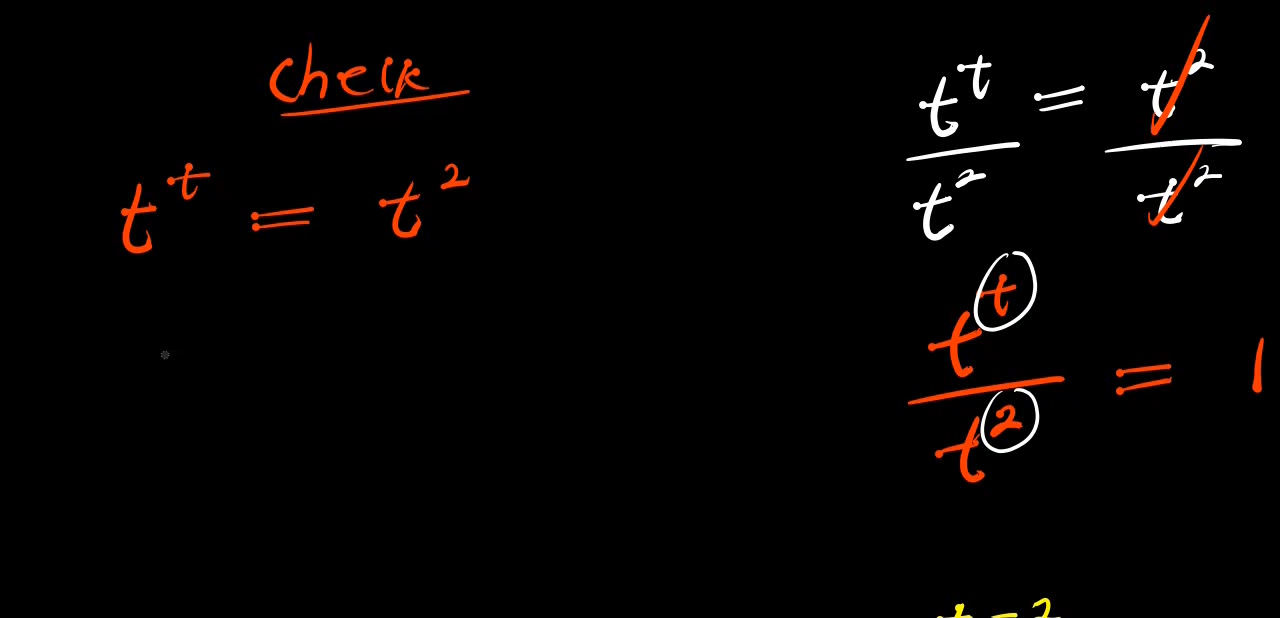 Check
t^t = t^2
t^t / t^2 = t^2 / t^2
t^t / t^2 = 1